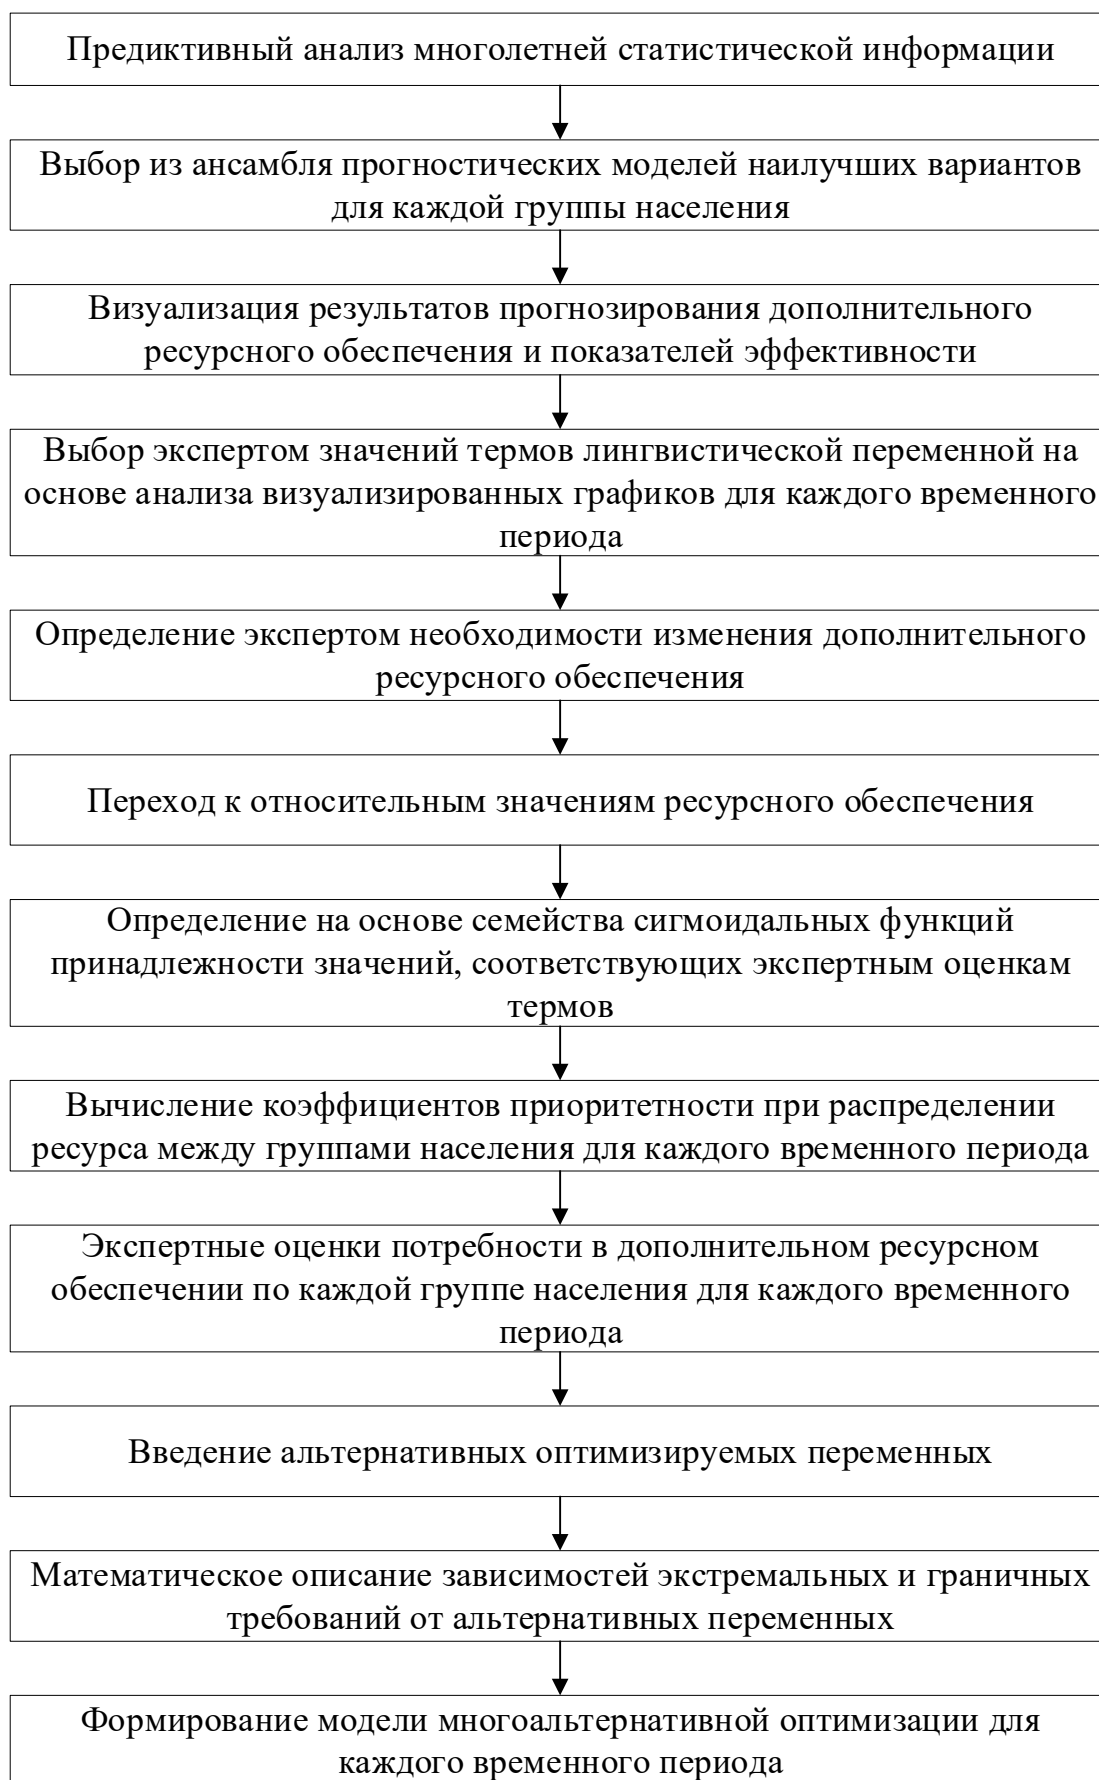 Предиктивный анализ многолетней статистической информации
Выбор из ансамбля прогностических моделей наилучших вариантов
для каждой группы населения
Визуализация результатов прогнозирования дополнительного
ресурсного обеспечения и показателей эффективности
Выбор экспертом значений термов лингвистической переменной на
основе анализа визуализированных графиков для каждого временного
периода
Определение экспертом необходимости изменения дополнительного
ресурсного обеспечения
Переход к относительным значениям ресурсного обеспечения
Определение на основе семейства сигмоидальных функций
принадлежности значений, соответствующих экспертным оценкам
термов
Вычисление коэффициентов приоритетности при распределении
ресурса между группами населения для каждого временного периода
Экспертные оценки потребности в дополнительном ресурсном
обеспечении по каждой группе населения для каждого временного
периода
Введение альтернативных оптимизируемых переменных
Математическое описание зависимостей экстремальных и граничных
требований от альтернативных переменных
Формирование модели многоальтернативной оптимизации для
каждого временного периода